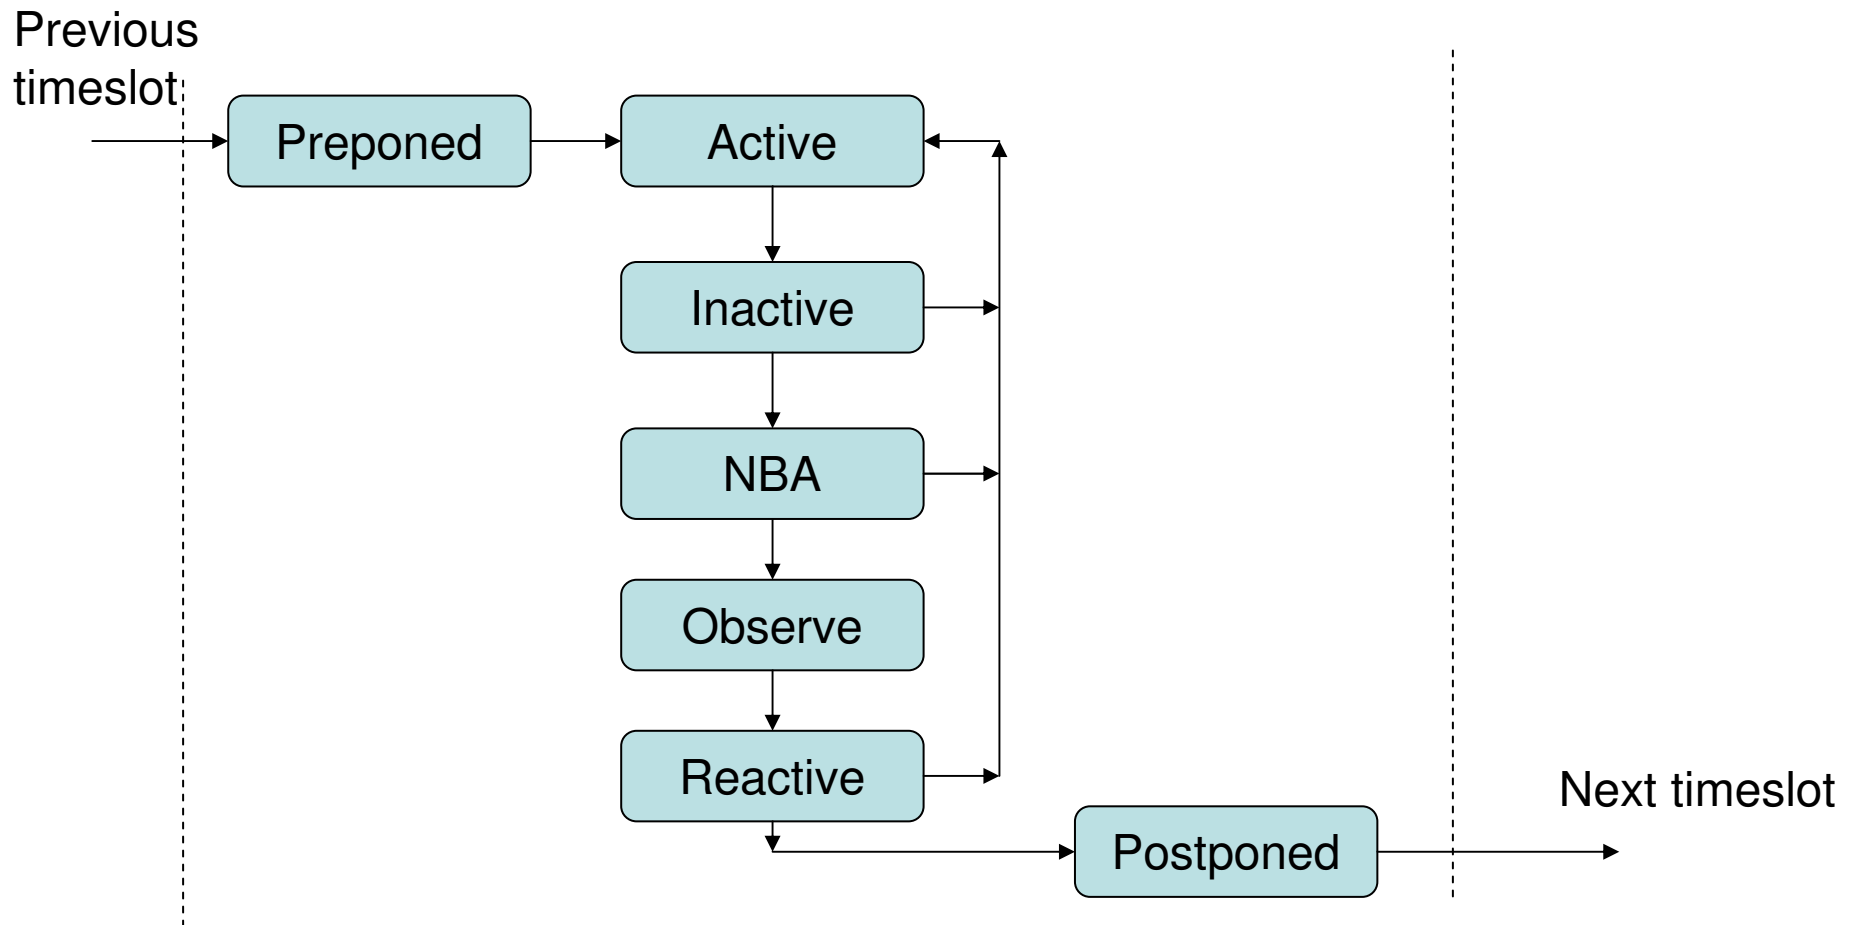 Previous
timeslot
Preponed
Active
Inactive
NBA
Observe
Reactive
Next timeslot
Postponed